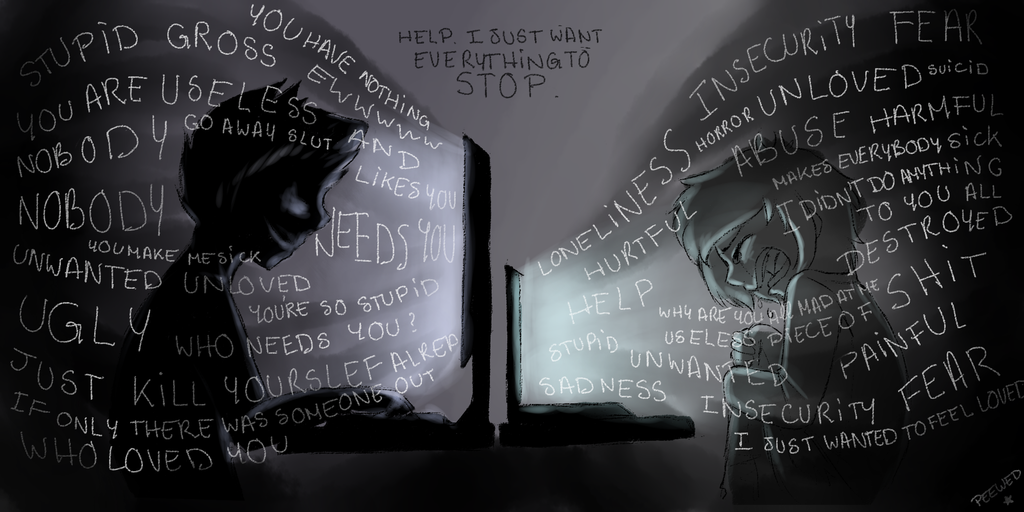 STUPID GROSS
YOU HAVE NOTHING
EWWWWW
YOU ARE USELESS
GO AWAY SLUT
AND
NOBODY
LIKES YOU
NOBODY
NEEDS YOU
YOU MAKE ME SICK
UNWANTED UNLOVED
YOU'RE SO STUPID
UGLY
WHO NEEDS YOU?
JUST KILL YOURSLEF ALREA
IF ONLY THERE WAS SOMEONE OUT
WHO LOVED YOU
HELP. I JUST WANT
EVERYTHING TO
STOP.
INSECURITY FEAR
HORROR UNLOVED SUICID
LONELINESS
ABUSE HARMFUL
MAKES EVERYBODY SICK
I DIDN'T DO ANYTHING
TO YOU ALL
HURTFUL
DESTROYED
HELP
WHY ARE YOU ALL MAD AT ME
USELESS PIECE OF SHIT
STUPID UNWANTED
PAINFUL
SADNESS
INSECURITY FEAR
I JUST WANTED TO FEEL LOVED
PEEWED